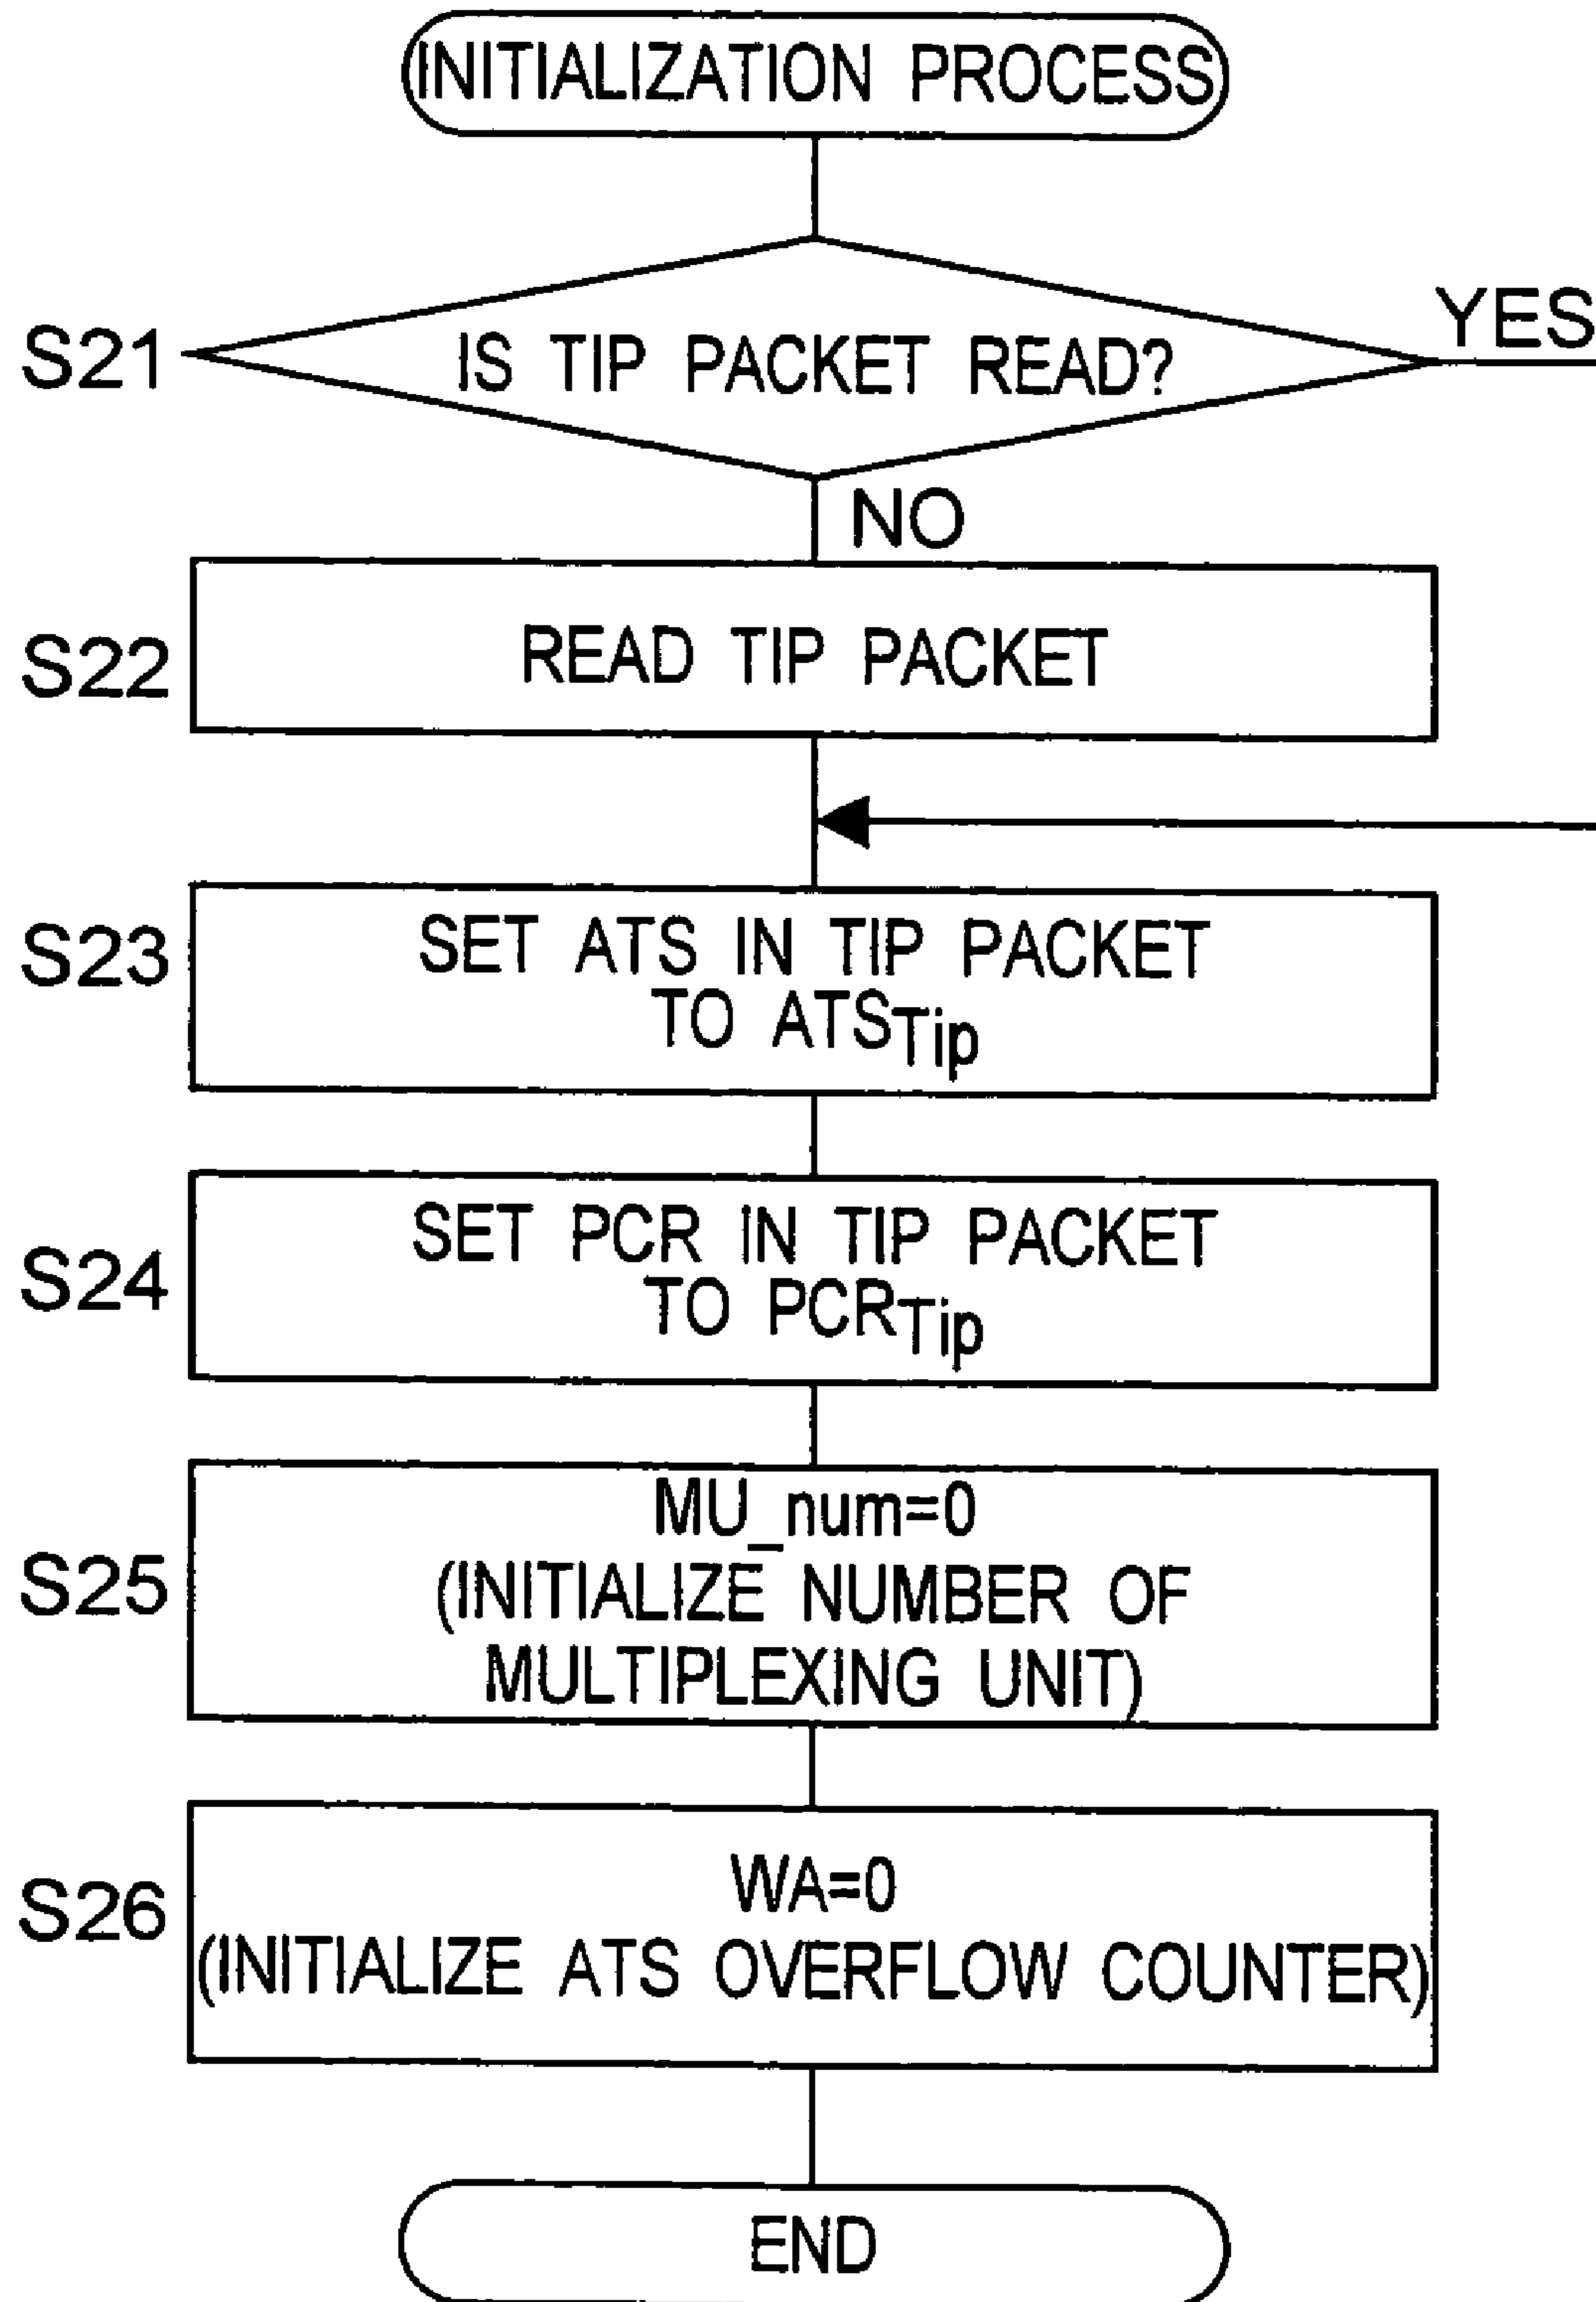 INITIALIZATION PROCESS
S21
IS TIP PACKET READ?
YES
NO
S22
READ TIP PACKET
S23
SET ATS IN TIP PACKET
TO ATSTip
S24
SET PCR IN TIP PACKET
TO PCRTip
S25
MU_num=0
(INITIALIZE NUMBER OF
MULTIPLEXING UNIT)
S26
WA=0
(INITIALIZE ATS OVERFLOW COUNTER)
END